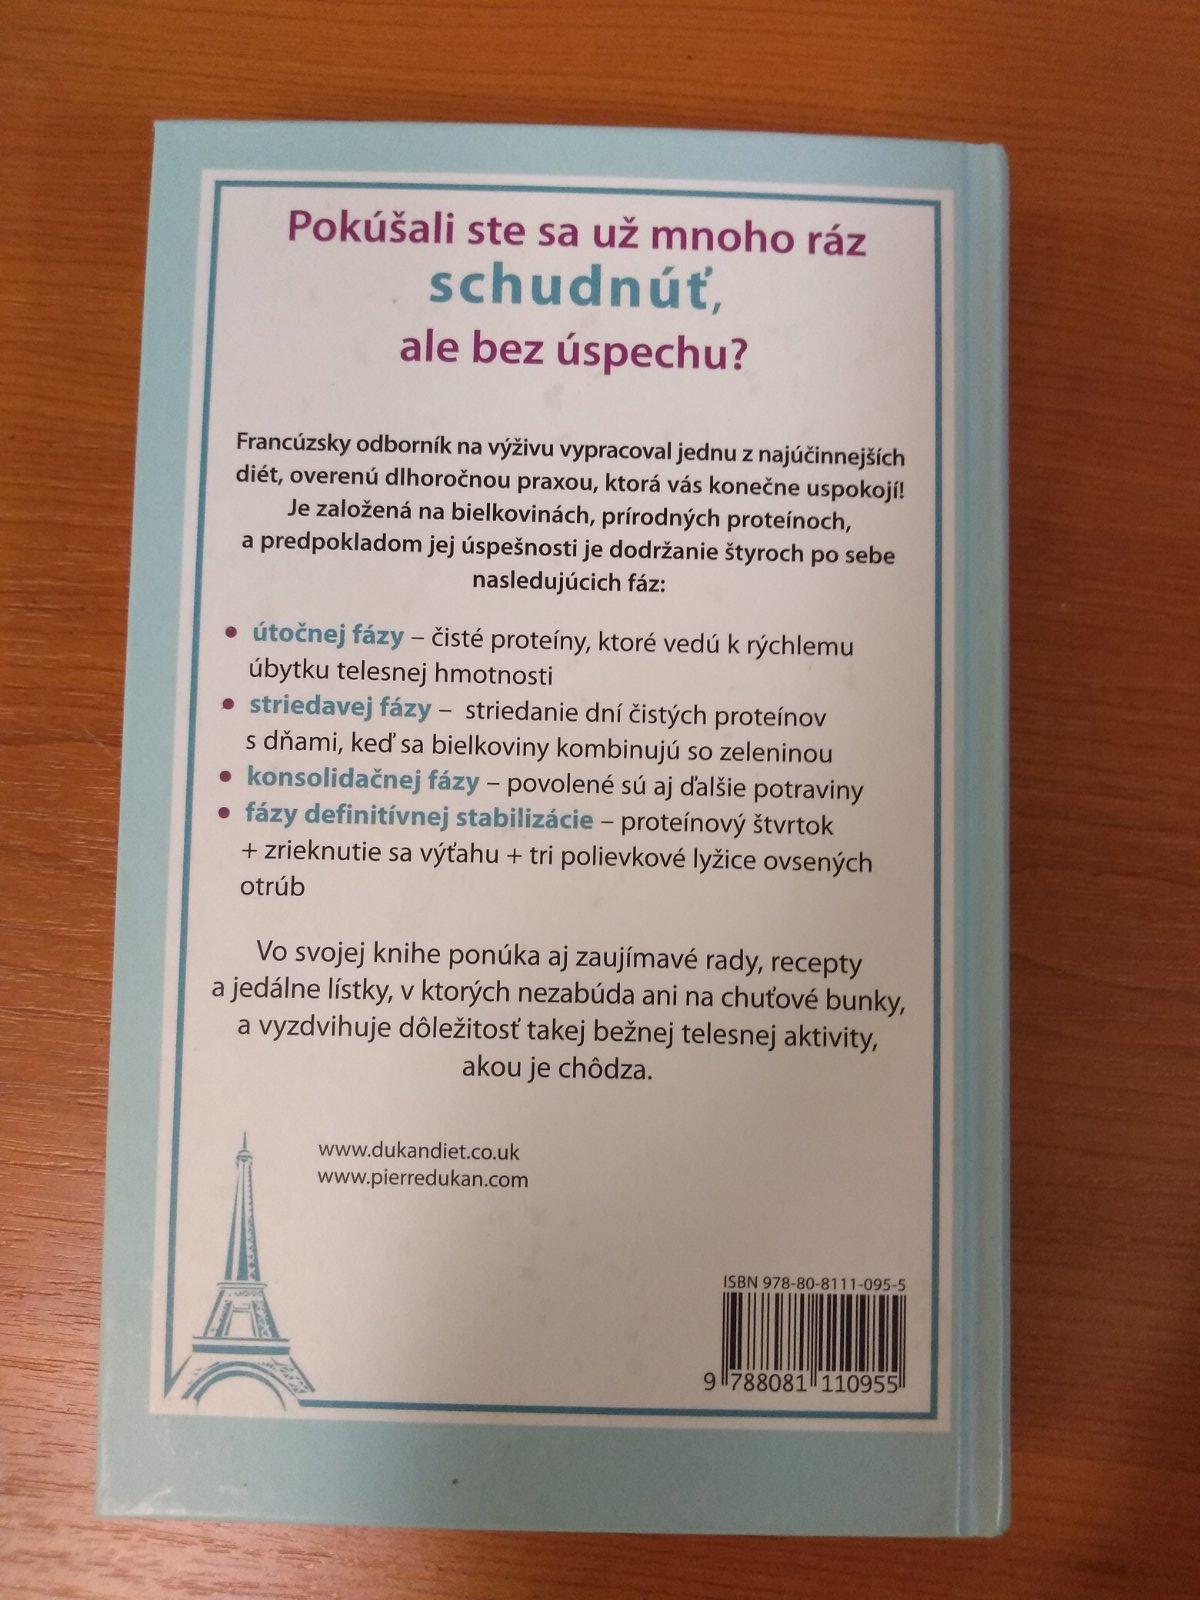 Pokúšali ste sa už mnoho ráz
schudnúť,
ale bez úspechu?
Francúzsky odborník na výživu vypracoval jednu z najúčinnejších
diét, overenú dlhoročnou praxou, ktorá vás konečne uspokojí!
Je založená na bielkovinách, prírodných proteínoch,
a predpokladom jej úspešnosti je dodržanie štyroch po sebe
nasledujúcich fáz:
• útočnej fázy – čisté proteíny, ktoré vedú k rýchlemu
úbytku telesnej hmotnosti
• striedavej fázy – striedanie dní čistých proteínov
s dňami, keď sa bielkoviny kombinujú so zeleninou
• konsolidačnej fázy – povolené sú aj ďalšie potraviny
• fázy definitívnej stabilizácie – proteínový štvrtok
+ zrieknutie sa výťahu + tri polievkové lyžice ovsených
otrúb
Vo svojej knihe ponúka aj zaujímavé rady, recepty
a jedálne lístky, v ktorých nezabúda ani na chuťové bunky,
a vyzdvihuje dôležitosť takej bežnej telesnej aktivity,
akou je chôdza.
www.dukandiet.co.uk
www.pierredukan.com
ISBN 978-80-8111-095-5
9 788081 110955